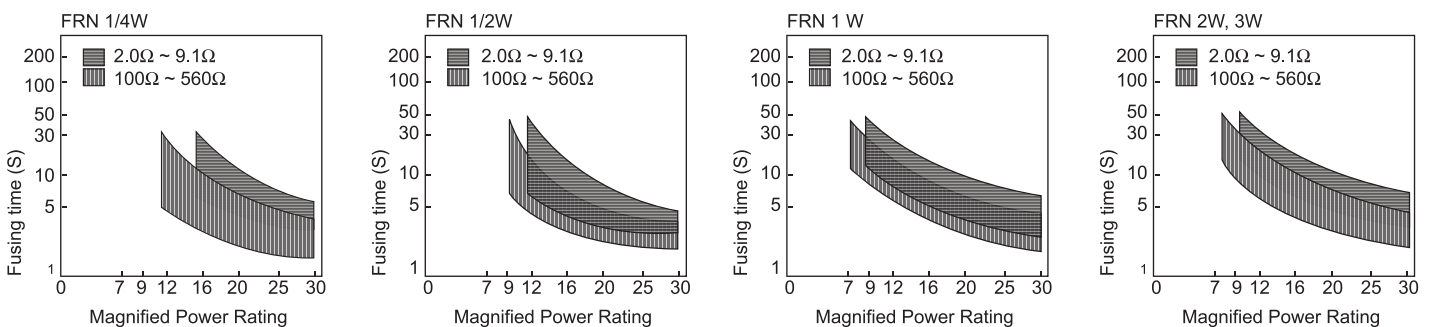 FRN 1/4W
2.0Ω ~ 9.1Ω
100Ω ~ 560Ω
200
100
50
30
10
5
1
Fusing time (S)
0 7 9 12 16 20 25 30
Magnified Power Rating
FRN 1/2W
2.0Ω ~ 9.1Ω
100Ω ~ 560Ω
200
100
50
30
10
5
1
Fusing time (S)
0 7 9 12 16 20 25 30
Magnified Power Rating
FRN 1 W
2.0Ω ~ 9.1Ω
100Ω ~ 560Ω
200
100
50
30
10
5
1
Fusing time (S)
0 7 9 12 16 20 25 30
Magnified Power Rating
FRN 2W, 3W
2.0Ω ~ 9.1Ω
100Ω ~ 560Ω
200
100
50
30
10
5
1
Fusing time (S)
0 7 9 12 16 20 25 30
Magnified Power Rating